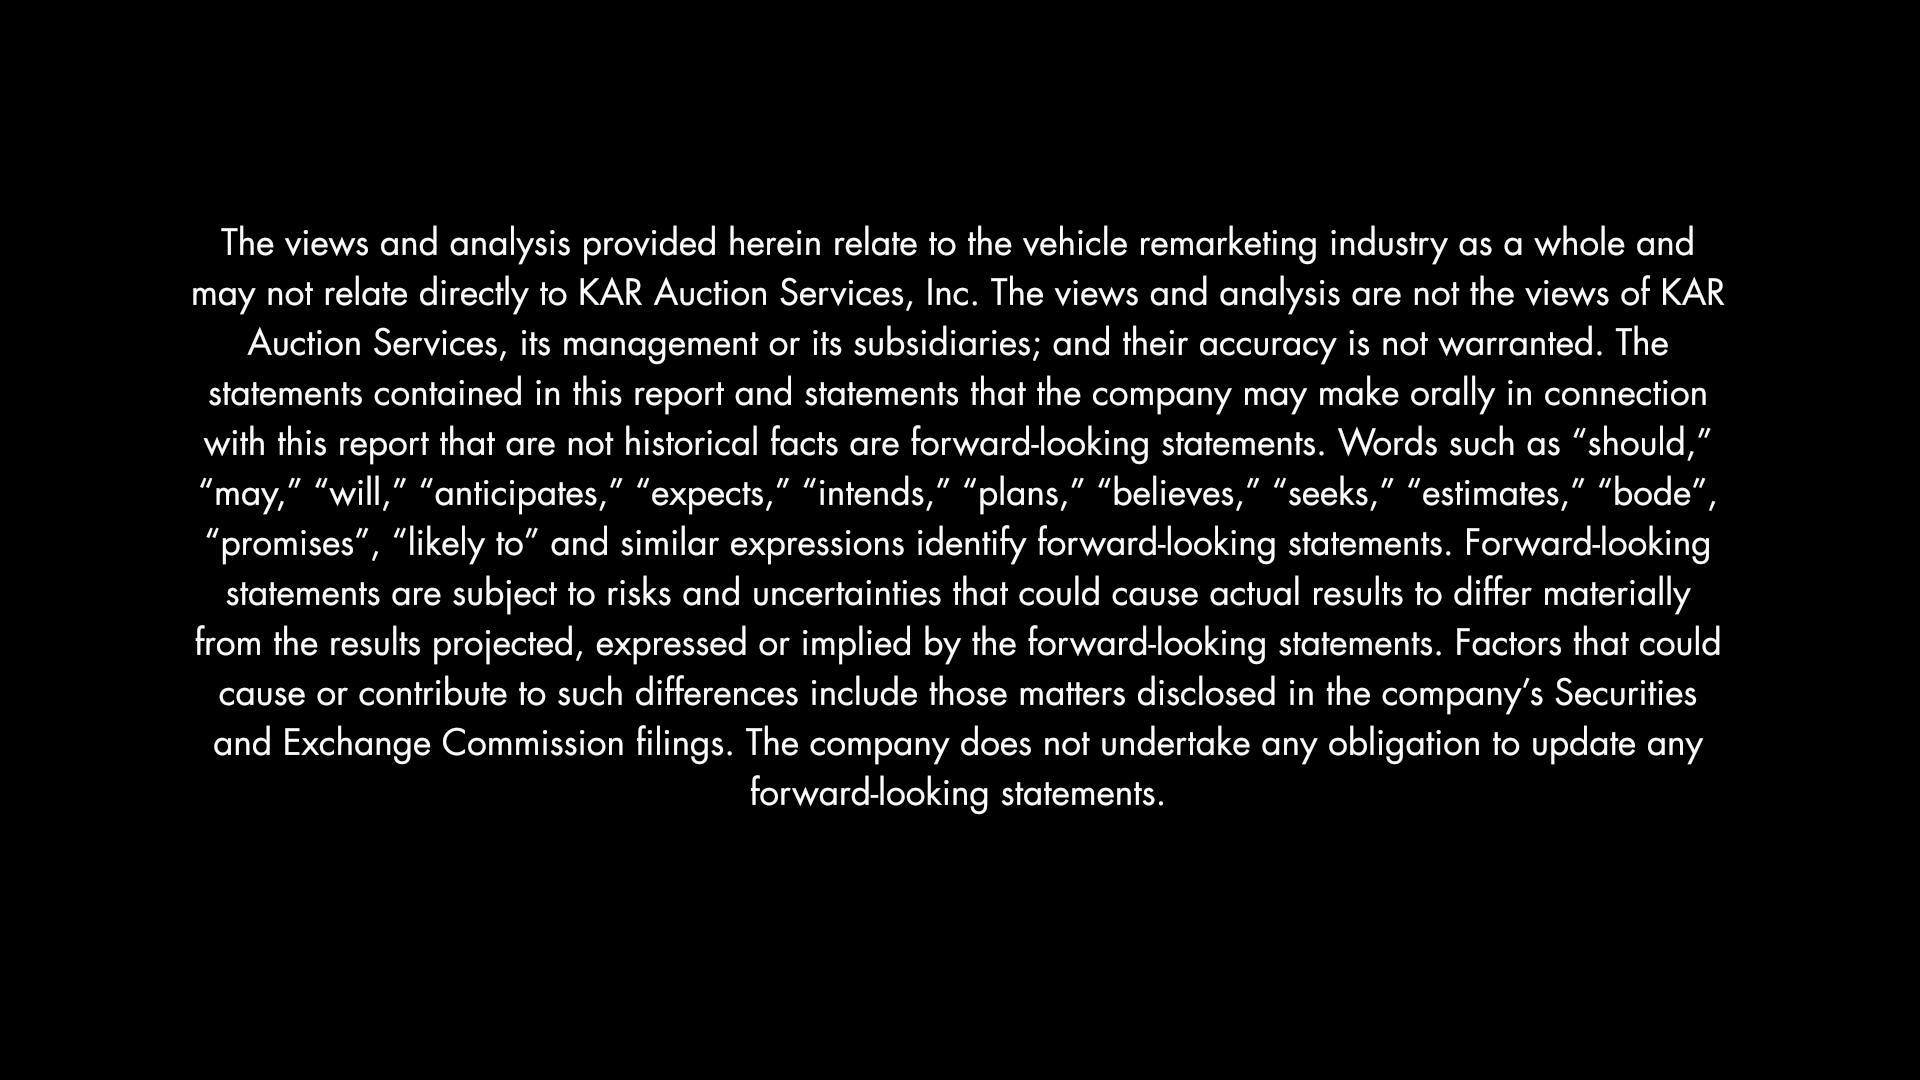 The views and analysis provided herein relate to the vehicle remarketing industry as a whole and
may not relate directly to KAR Auction Services, Inc. The views and analysis are not the views of KAR
Auction Services, its management or its subsidiaries; and their accuracy is not warranted. The
statements contained in this report and statements that the company may make orally in connection
with this report that are not historical facts are forward-looking statements. Words such as “should,”
“may,” “will,” “anticipates,” “expects,” “intends,” “plans,” “believes,” “seeks,” “estimates,” “bode”,
“promises”, “likely to” and similar expressions identify forward-looking statements. Forward-looking
statements are subject to risks and uncertainties that could cause actual results to differ materially
from the results projected, expressed or implied by the forward-looking statements. Factors that could
cause or contribute to such differences include those matters disclosed in the company’s Securities
and Exchange Commission filings. The company does not undertake any obligation to update any
forward-looking statements.